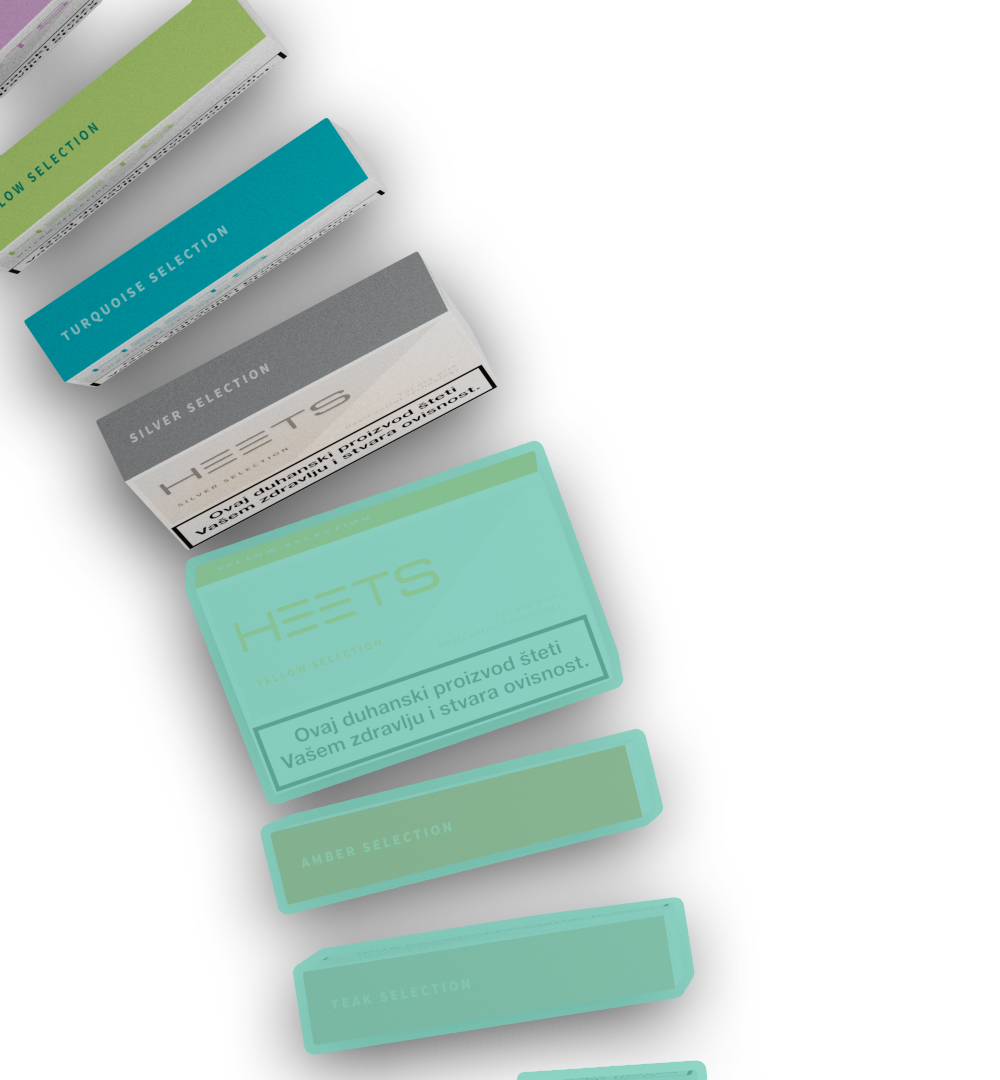 LOW SELECTION
TURQUOISE SELECTION
SILVER SELECTION
HEETS
SILVER SELECTION
Ovaj duhanski proizvod šteti
Vašem zdravlju i stvara ovisnost.
YELLOW SELECTION
HEETS
YELLOW SELECTION
Ovaj duhanski proizvod šteti
Vašem zdravlju i stvara ovisnost.
AMBER SELECTION
TEAK SELECTION